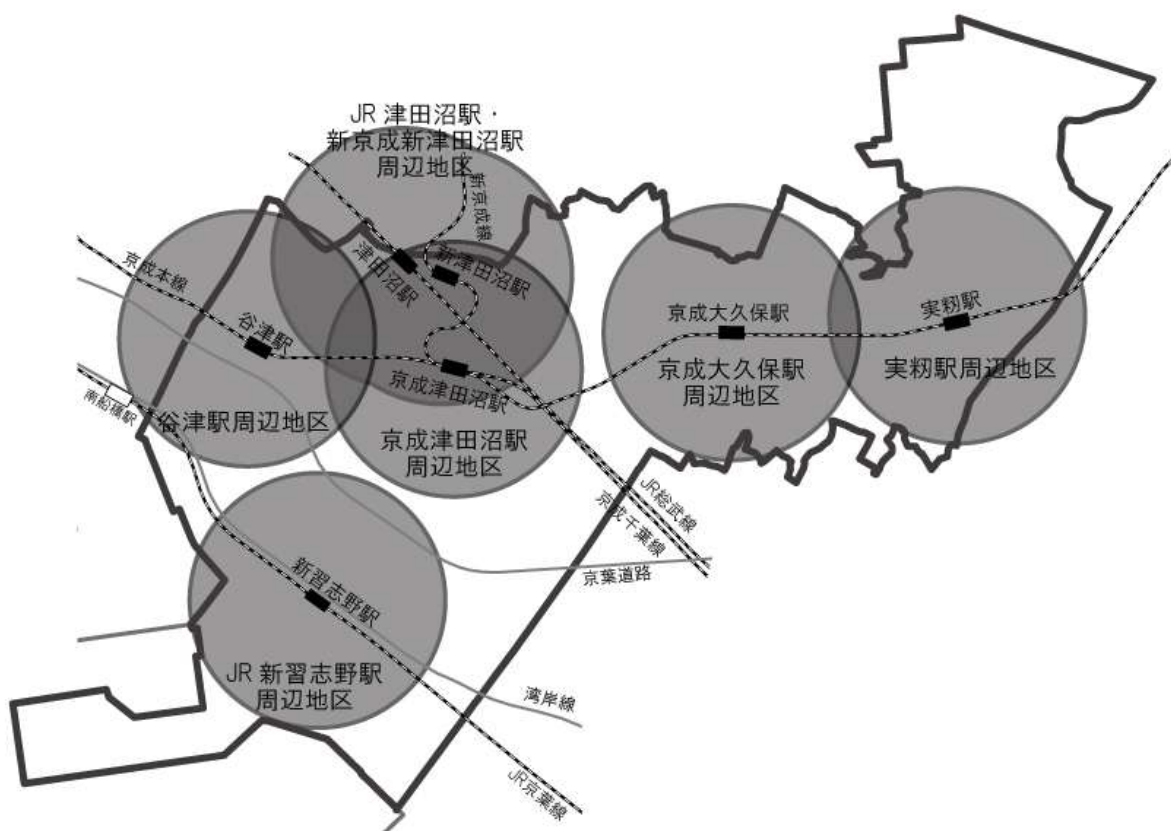 JR 津田沼駅・
新京成新津田沼駅
周辺地区
新京成線
京成本線
津田沼駅
新津田沼駅
谷津駅
京成津田沼駅
京成大久保駅
実籾駅
南船橋駅
谷津駅周辺地区
京成津田沼駅
周辺地区
京成大久保駅
周辺地区
実籾駅周辺地区
JR総武線
京成千葉線
京葉道路
新習志野駅
JR 新習志野駅
周辺地区
湾岸線
JR京葉線